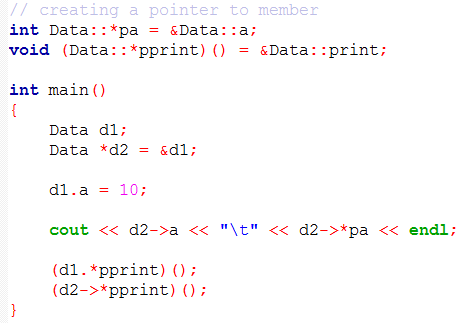 // creating a pointer to member
int Data::*pa = &Data::a;
void (Data::*pprint)() = &Data::print;
int main()
{
Data d1;
Data *d2 = &d1;
d1.a = 10;
cout << d2->a << "\t" << d2->*pa << endl;
(d1.*pprint)();
(d2->*pprint)();
}